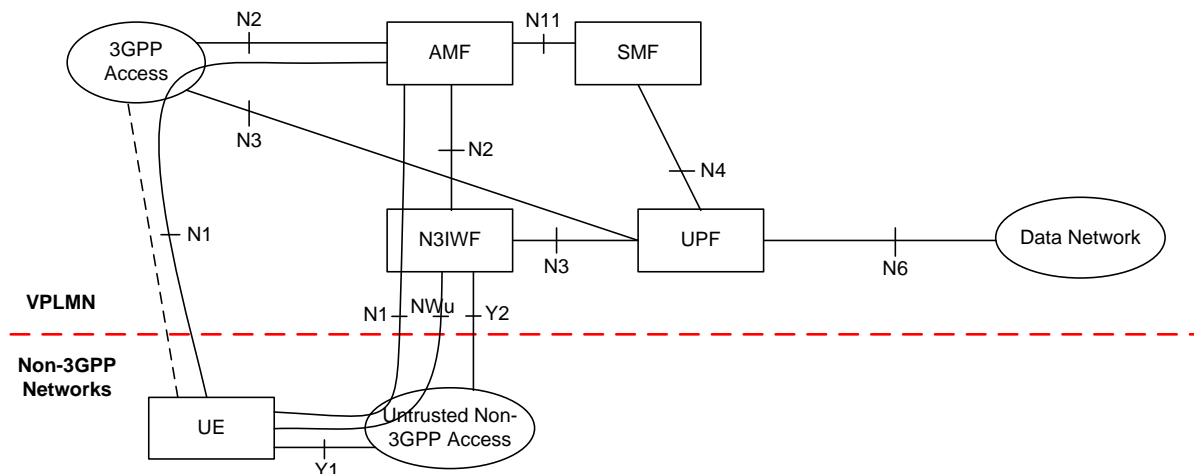 N2
N11
3GPP
Access
AMF
SMF
N3
N2
N4
N1
N3IWF
UPF
Data Network
N3
N6
VPLMN
N1
NWu
Y2
Non-3GPP
Networks
UE
Untrusted Non-
3GPP Access
Y1